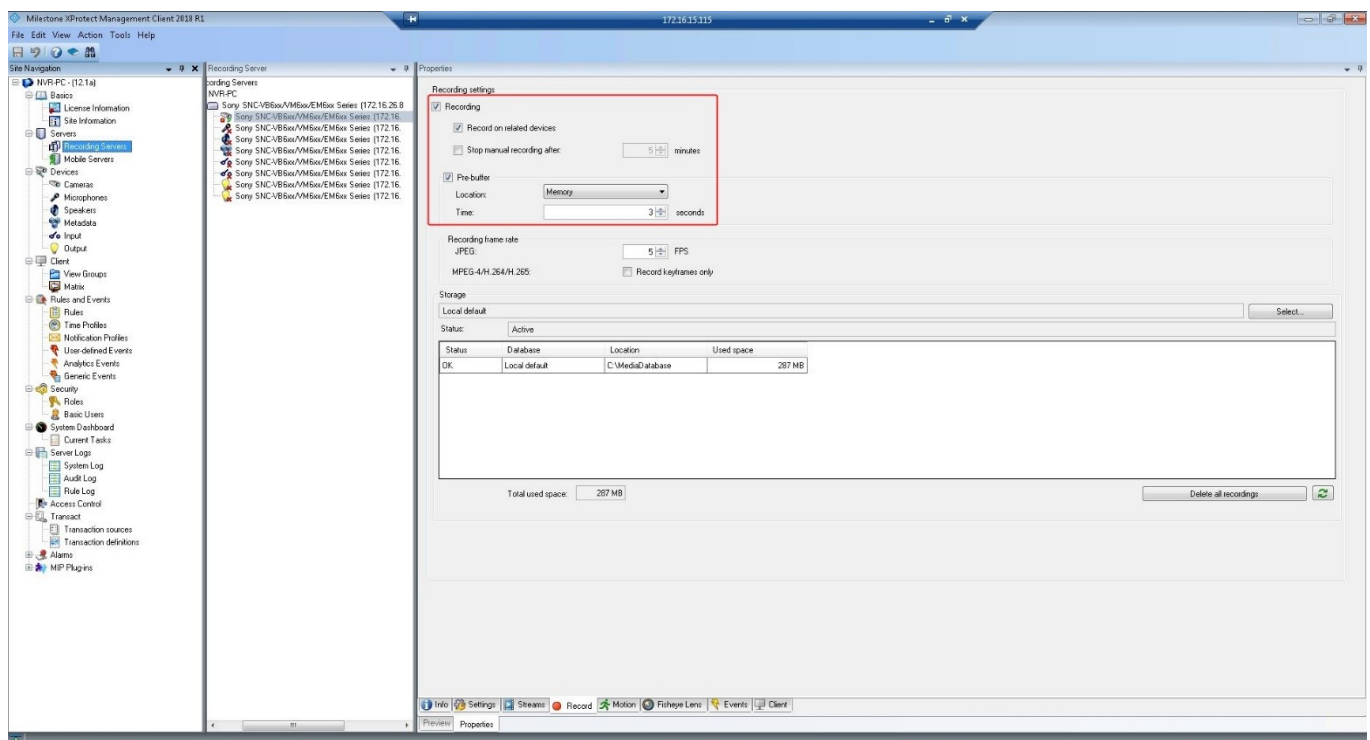 Milestone XProtect Management Client 2018 R1
172.16.15.115
File Edit View Action Tools Help
Site Navigation
NVR-PC - (12.1a)
Basics
License Information
Site Information
Servers
Recording Servers
Mobile Servers
Devices
Cameras
Microphones
Speakers
Metadata
Input
Output
Client
View Groups
Matrix
Rules and Events
Rules
Time Profiles
Notification Profiles
User-defined Events
Analytics Events
Generic Events
Security
Roles
Basic Users
System Dashboard
Current Tasks
Server Logs
System Log
Audit Log
Rule Log
Access Control
Transact
Transaction sources
Transaction definitions
Alarms
MIP Plug-ins
Recording Server
cording Servers
NVR-PC
Sony SNC-VB6xx/VM6xx/EM6xx Series (172.16.26.8
Sony SNC-VB6xx/VM6xx/EM6xx Series (172.16.
Sony SNC-VB6xx/VM6xx/EM6xx Series (172.16.
Sony SNC-VB6xx/VM6xx/EM6xx Series (172.16.
Sony SNC-VB6xx/VM6xx/EM6xx Series (172.16.
Sony SNC-VB6xx/VM6xx/EM6xx Series (172.16.
Sony SNC-VB6xx/VM6xx/EM6xx Series (172.16.
Sony SNC-VB6xx/VM6xx/EM6xx Series (172.16.
Sony SNC-VB6xx/VM6xx/EM6xx Series (172.16.
Properties
Recording settings
Recording
Record on related devices
Stop manual recording after: 5 minutes
Pre-buffer
Location: Memory
Time: 3 seconds
Recording frame rate
JPEG: 5 FPS
MPEG-4/H.264/H.265: Record keyframes only
Storage
Local default Select...
Status: Active
Status Database Location Used space
OK Local default C:\MediaDatabase 287 MB
Total used space: 287 MB Delete all recordings
Info Settings Streams Record Motion Fisheye Lens Events Client
Preview Properties